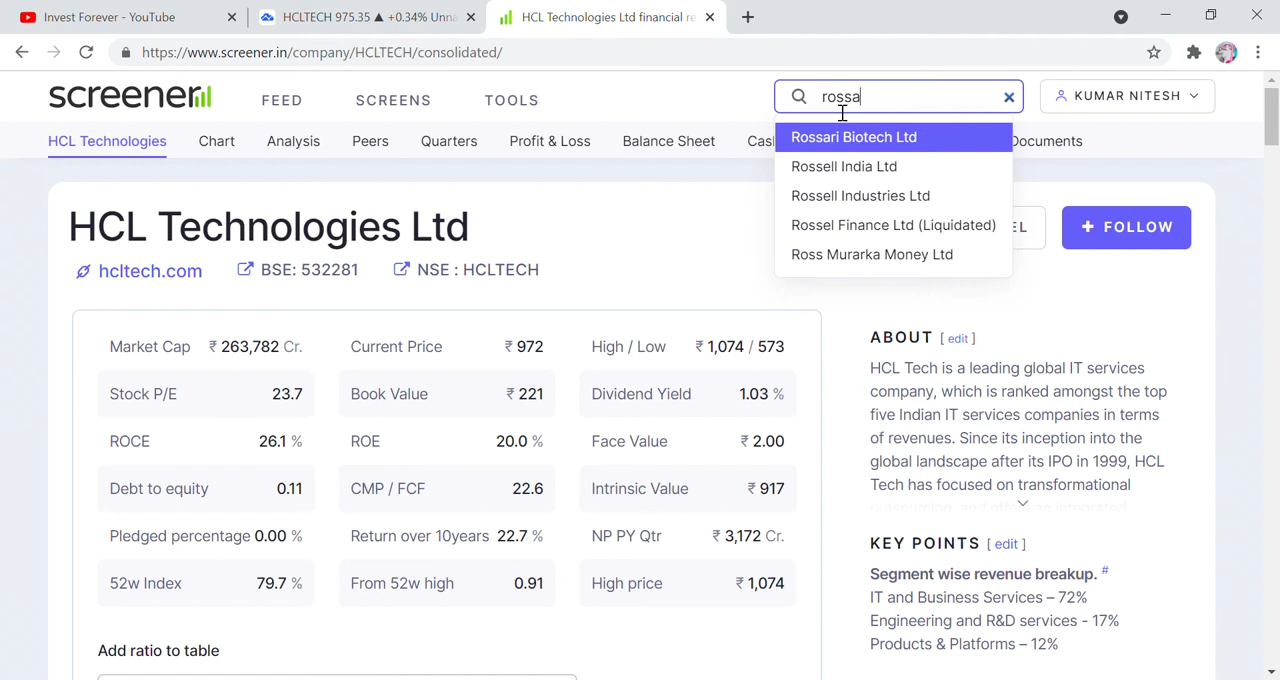 Invest Forever - YouTube
HCLTECH 975.35 ▲ +0.34% Unna
HCL Technologies Ltd financial re
https://www.screener.in/company/HCLTECH/consolidated/
screener
FEED
SCREENS
TOOLS
rossa
KUMAR NITESH
HCL Technologies
Chart
Analysis
Peers
Quarters
Profit & Loss
Balance Sheet
Cas
Documents
Rossari Biotech Ltd
Rossell India Ltd
Rossell Industries Ltd
Rossel Finance Ltd (Liquidated)
Ross Murarka Money Ltd
HCL Technologies Ltd
EL
+ FOLLOW
hcltech.com
BSE: 532281
NSE : HCLTECH
Market Cap ₹ 263,782 Cr.
Current Price ₹ 972
High / Low ₹ 1,074 / 573
Stock P/E 23.7
Book Value ₹ 221
Dividend Yield 1.03 %
ROCE 26.1 %
ROE 20.0 %
Face Value ₹ 2.00
Debt to equity 0.11
CMP / FCF 22.6
Intrinsic Value ₹ 917
Pledged percentage 0.00 %
Return over 10years 22.7 %
NP PY Qtr ₹ 3,172 Cr.
52w Index 79.7 %
From 52w high 0.91
High price ₹ 1,074
Add ratio to table
ABOUT [ edit ]
HCL Tech is a leading global IT services
company, which is ranked amongst the top
five Indian IT services companies in terms
of revenues. Since its inception into the
global landscape after its IPO in 1999, HCL
Tech has focused on transformational
outsourcing, and offers an integrated
KEY POINTS [ edit ]
Segment wise revenue breakup. #
IT and Business Services – 72%
Engineering and R&D services - 17%
Products & Platforms – 12%